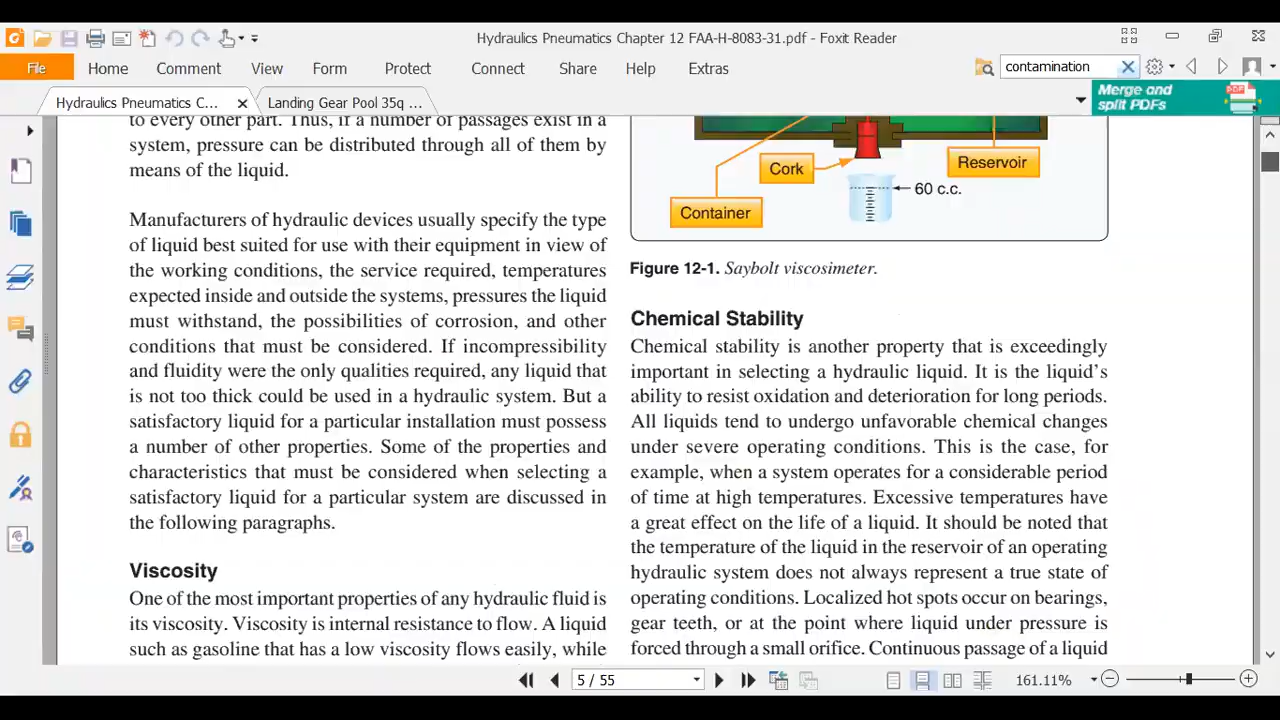 Hydraulics Pneumatics Chapter 12 FAA-H-8083-31.pdf - Foxit Reader
File Home Comment View Form Protect Connect Share Help Extras
contamination
Hydraulics Pneumatics C...
Landing Gear Pool 35q ...
Merge and
split PDFs
PDF
to every other part. Thus, if a number of passages exist in a
system, pressure can be distributed through all of them by
means of the liquid.
Manufacturers of hydraulic devices usually specify the type
of liquid best suited for use with their equipment in view of
the working conditions, the service required, temperatures
expected inside and outside the systems, pressures the liquid
must withstand, the possibilities of corrosion, and other
conditions that must be considered. If incompressibility
and fluidity were the only qualities required, any liquid that
is not too thick could be used in a hydraulic system. But a
satisfactory liquid for a particular installation must possess
a number of other properties. Some of the properties and
characteristics that must be considered when selecting a
satisfactory liquid for a particular system are discussed in
the following paragraphs.
Viscosity
One of the most important properties of any hydraulic fluid is
its viscosity. Viscosity is internal resistance to flow. A liquid
such as gasoline that has a low viscosity flows easily, while
Cork
Reservoir
Container
60 c.c.
Figure 12-1. Saybolt viscosimeter.
Chemical Stability
Chemical stability is another property that is exceedingly
important in selecting a hydraulic liquid. It is the liquid’s
ability to resist oxidation and deterioration for long periods.
All liquids tend to undergo unfavorable chemical changes
under severe operating conditions. This is the case, for
example, when a system operates for a considerable period
of time at high temperatures. Excessive temperatures have
a great effect on the life of a liquid. It should be noted that
the temperature of the liquid in the reservoir of an operating
hydraulic system does not always represent a true state of
operating conditions. Localized hot spots occur on bearings,
gear teeth, or at the point where liquid under pressure is
forced through a small orifice. Continuous passage of a liquid
5 / 55
161.11%